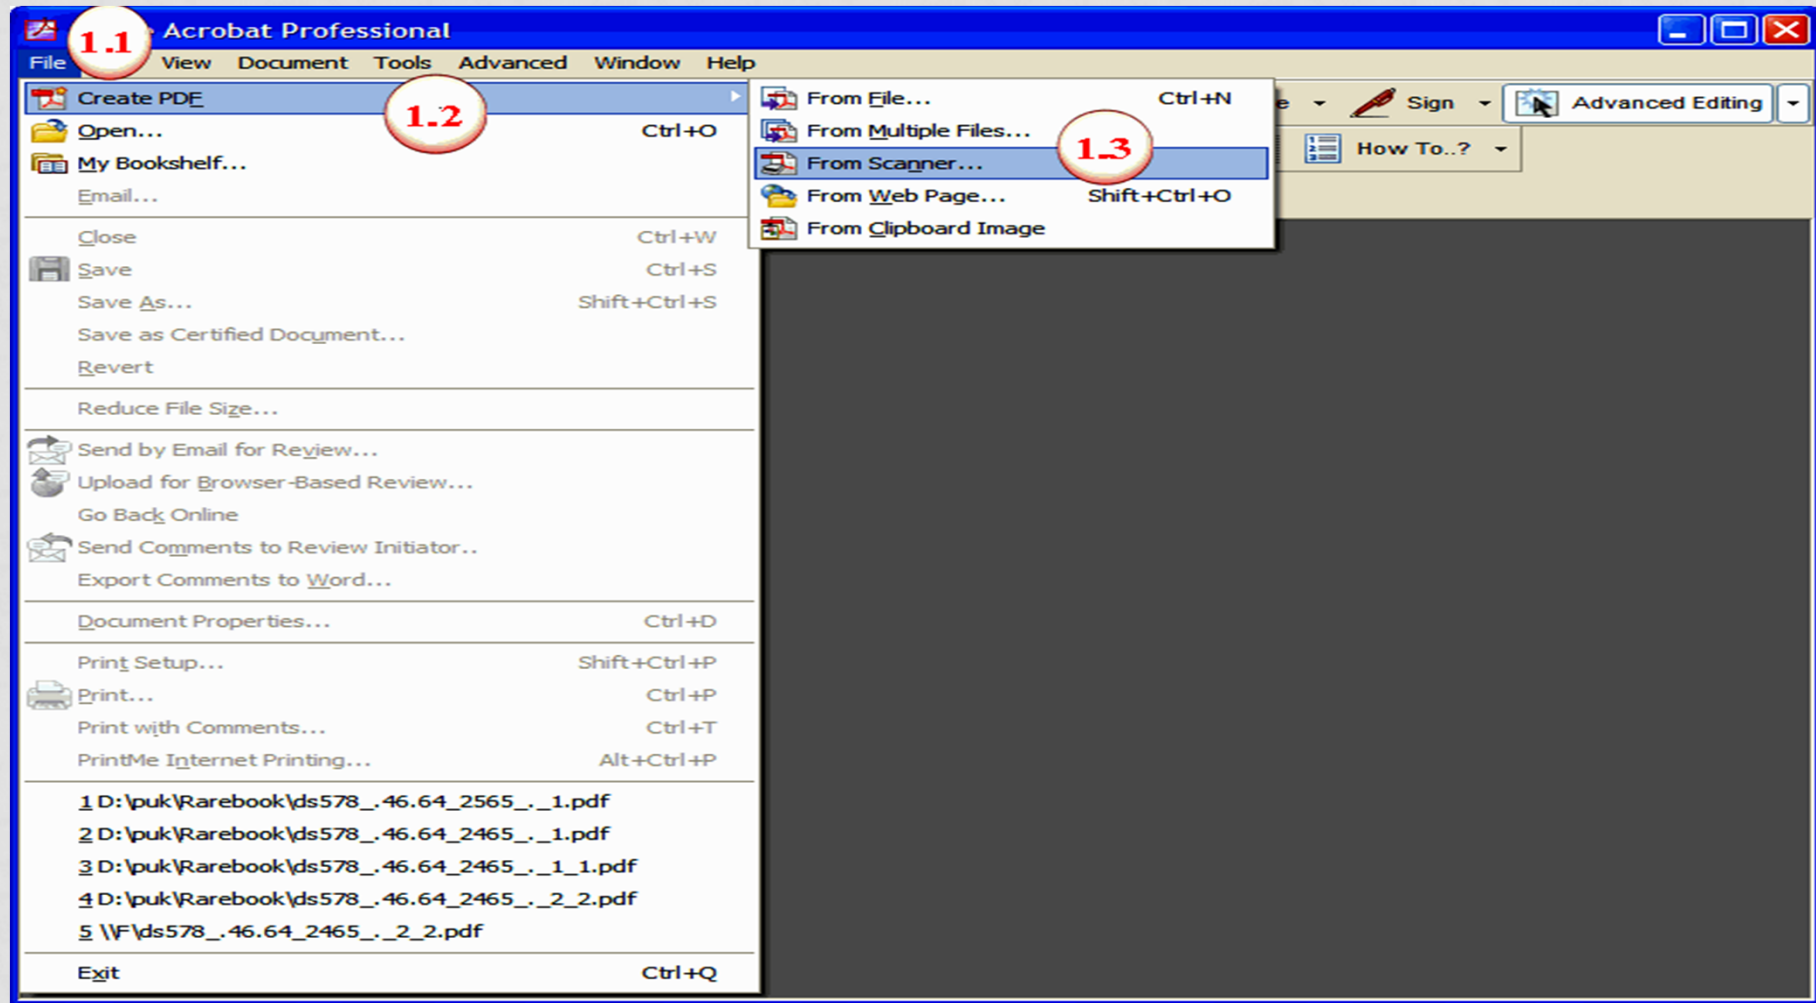 Acrobat Professional
1.1
File View Document Tools Advanced Window Help
Create PDF
1.2
Open... Ctrl+O
My Bookshelf...
Email...
Close Ctrl+W
Save Ctrl+S
Save As... Shift+Ctrl+S
Save as Certified Document...
Revert
Reduce File Size...
Send by Email for Review...
Upload for Browser-Based Review...
Go Back Online
Send Comments to Review Initiator..
Export Comments to Word...
Document Properties... Ctrl+D
Print Setup... Shift+Ctrl+P
Print... Ctrl+P
Print with Comments... Ctrl+T
PrintMe Internet Printing... Alt+Ctrl+P
1 D:\puk\Rarebook\ds578_.46.64_2565_._1.pdf
2 D:\puk\Rarebook\ds578_.46.64_2465_._1.pdf
3 D:\puk\Rarebook\ds578_.46.64_2465_._1_1.pdf
4 D:\puk\Rarebook\ds578_.46.64_2465_._2_2.pdf
5 \\F\ds578_.46.64_2465_._2_2.pdf
Exit Ctrl+Q
From File... Ctrl+N
From Multiple Files...
1.3
From Scanner...
From Web Page... Shift+Ctrl+O
From Clipboard Image
e Sign Advanced Editing
How To..?